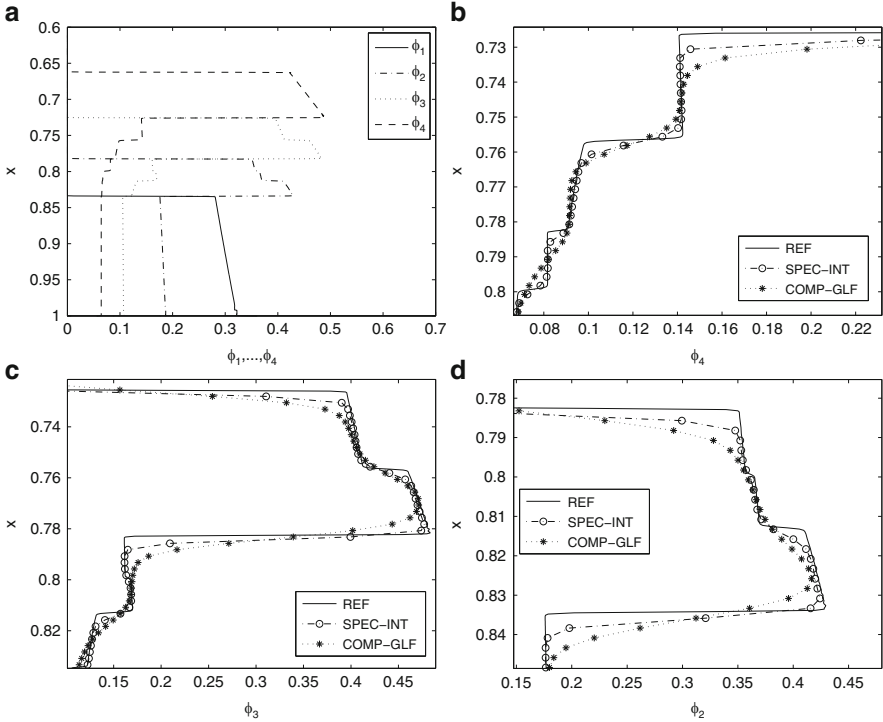 a
0.6
0.65
0.7
0.75
0.8
0.85
0.9
0.95
1
x
0 0.1 0.2 0.3 0.4 0.5 0.6 0.7
ϕ1,...,ϕ4
ϕ1
ϕ2
ϕ3
ϕ4
b
0.73
0.74
0.75
0.76
0.77
0.78
0.79
0.8
x
0.08 0.1 0.12 0.14 0.16 0.18 0.2 0.22
ϕ4
REF
SPEC−INT
COMP−GLF
c
0.74
0.76
0.78
0.8
0.82
x
0.15 0.2 0.25 0.3 0.35 0.4 0.45
ϕ3
REF
SPEC−INT
COMP−GLF
d
0.78
0.79
0.8
0.81
0.82
0.83
0.84
x
0.15 0.2 0.25 0.3 0.35 0.4 0.45
ϕ2
REF
SPEC−INT
COMP−GLF